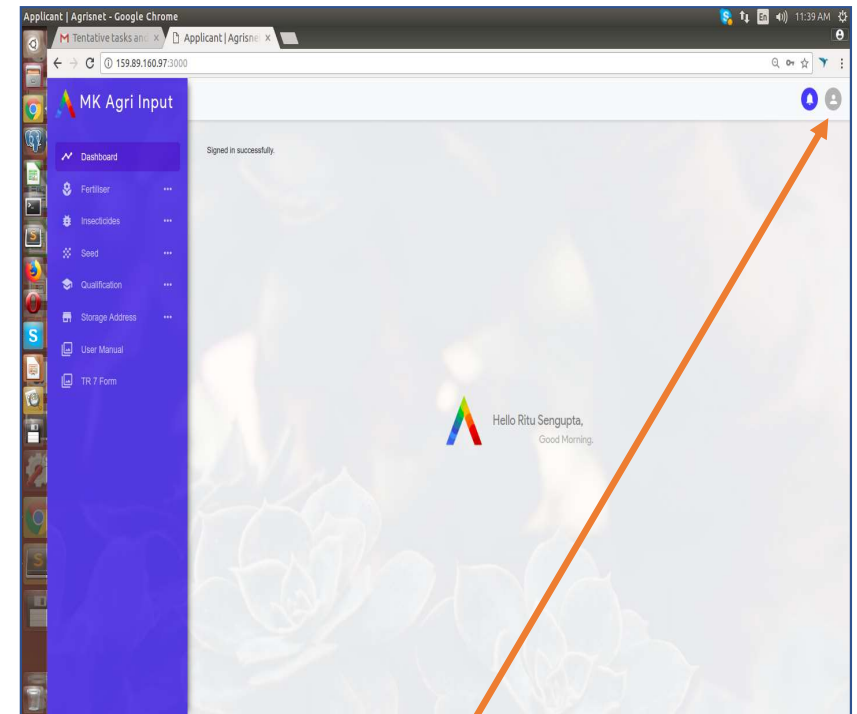 Applicant | Agrisnet - Google Chrome
En
11:39 AM
Tentative tasks and
Applicant | Agrisne
159.89.160.97:3000
MK Agri Input
Dashboard
Signed in successfully.
Fertiliser
Insecticides
Seed
Qualification
Storage Address
User Manual
TR 7 Form
Hello Ritu Sengupta,
Good Morning.